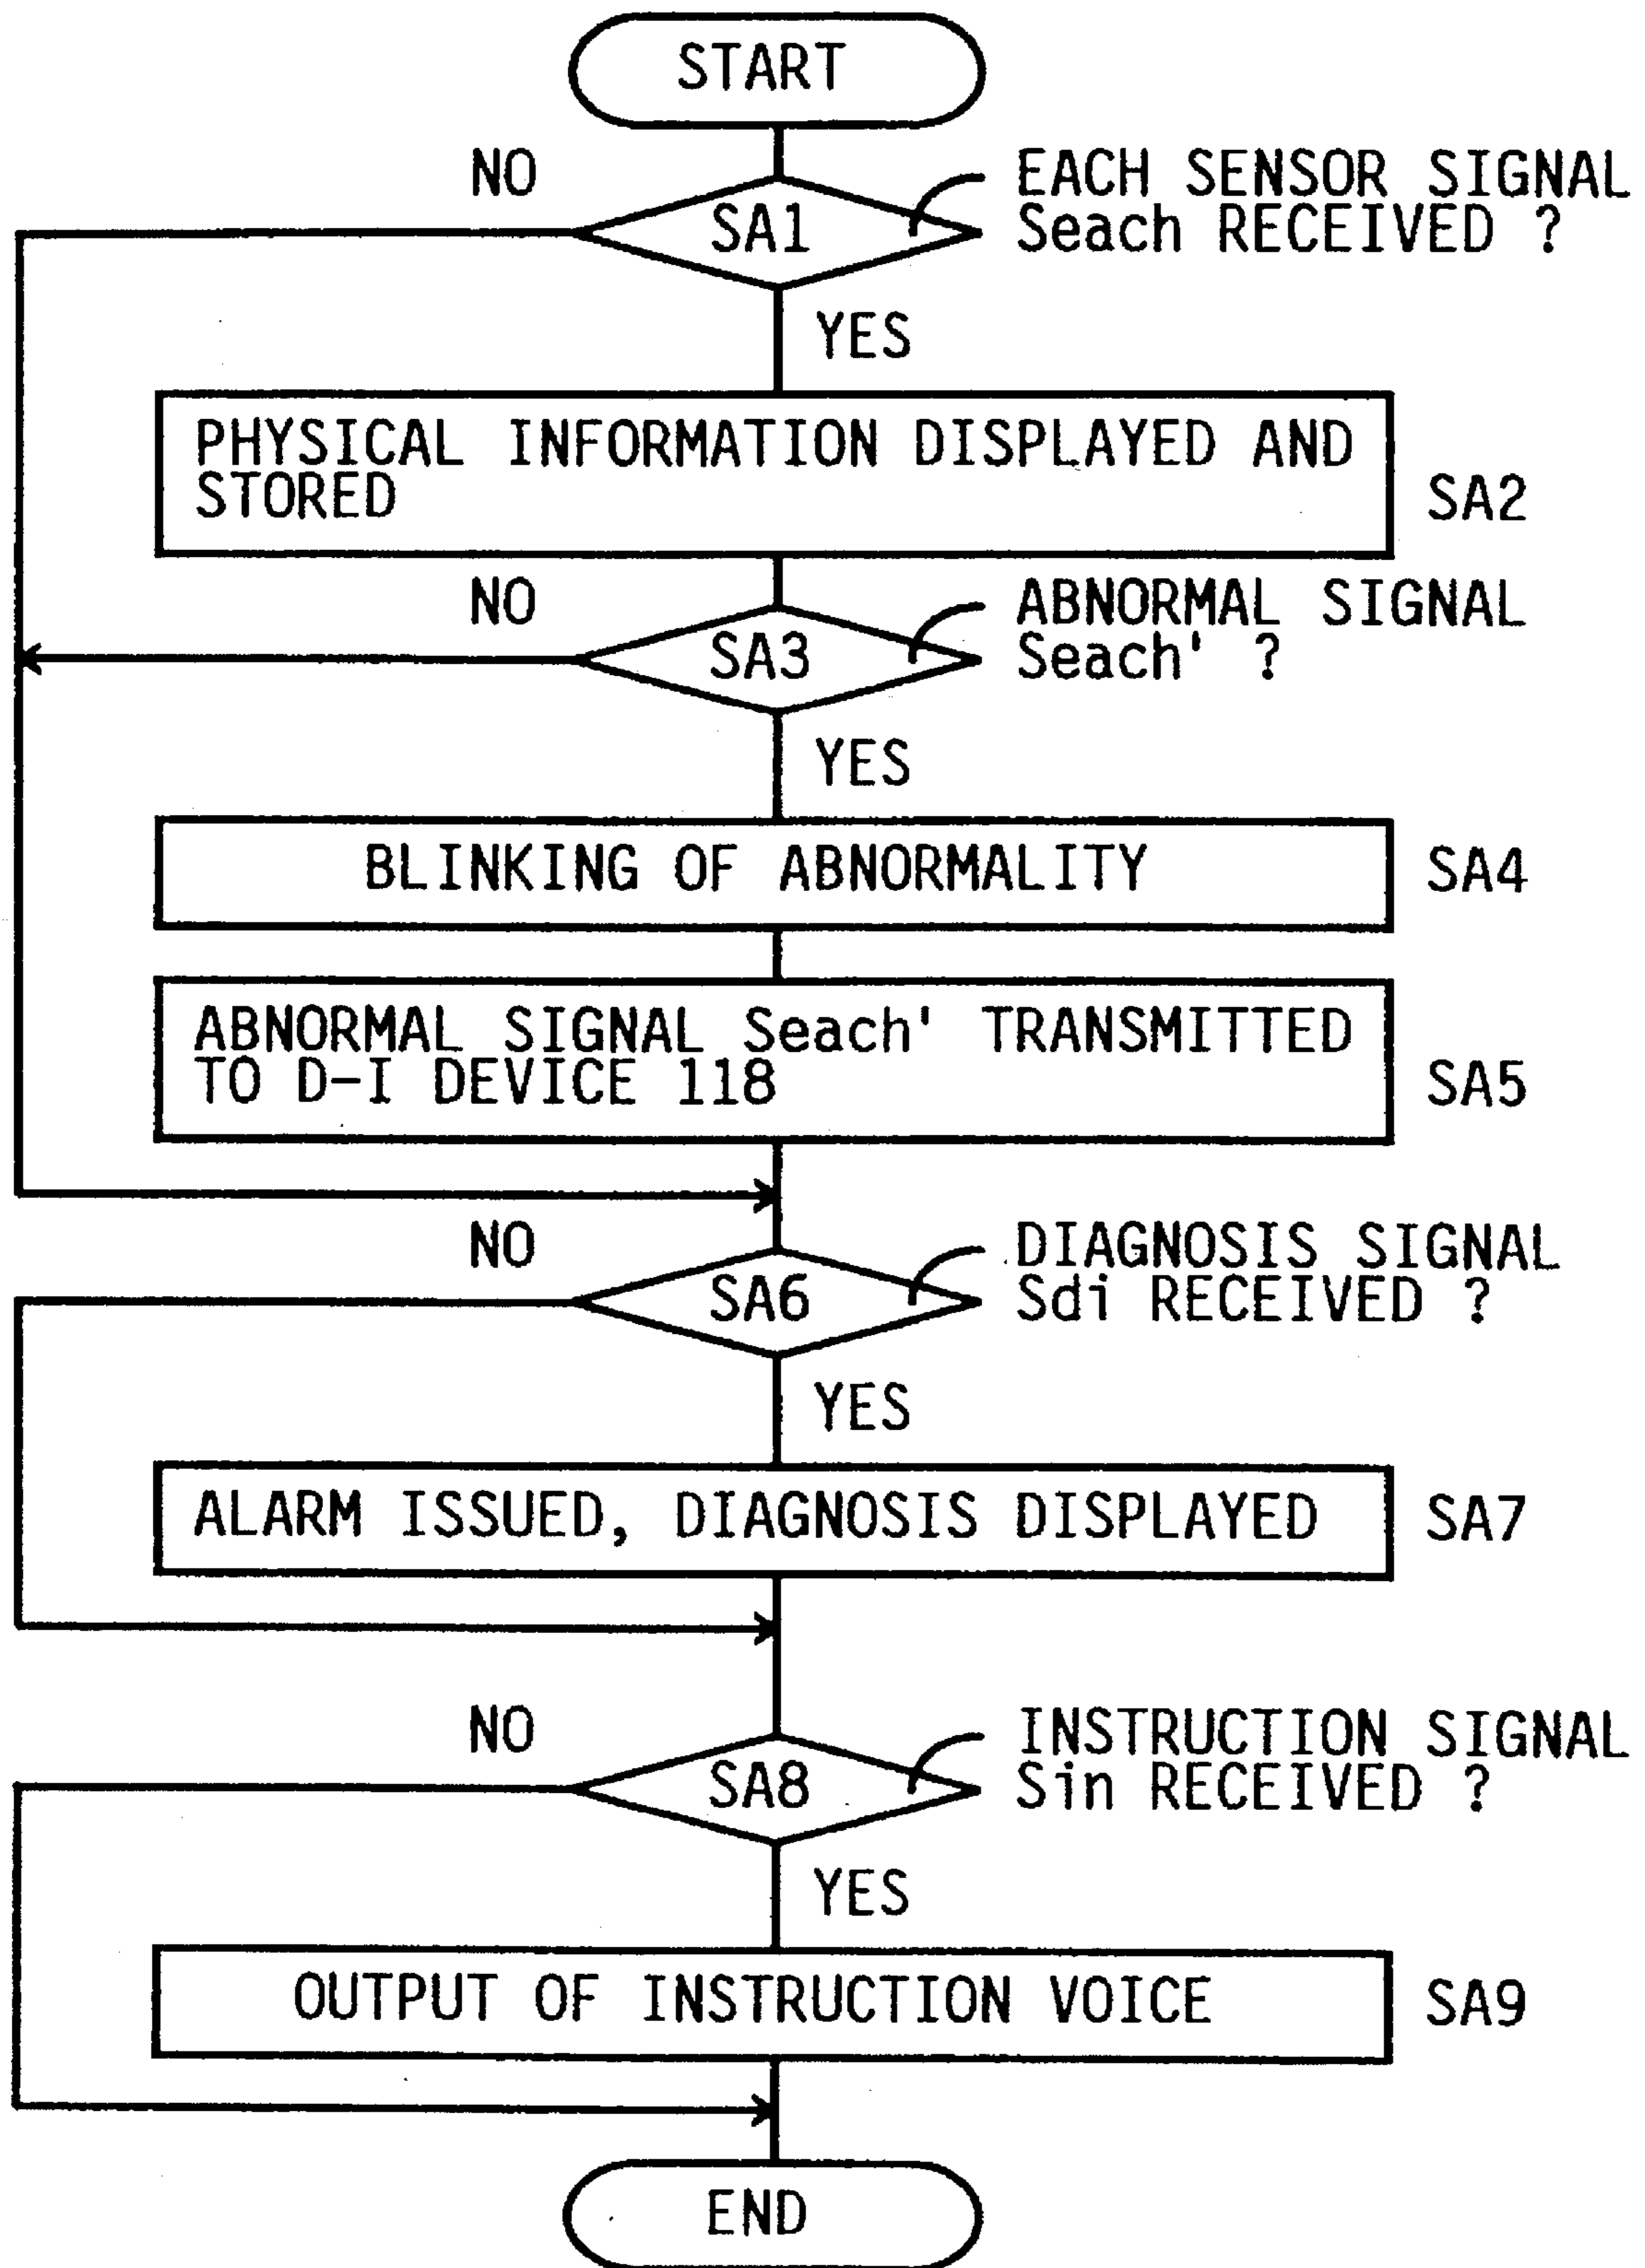 START
NO
EACH SENSOR SIGNAL
SA1
Seach RECEIVED ?
YES
PHYSICAL INFORMATION DISPLAYED AND
STORED
SA2
NO
ABNORMAL SIGNAL
SA3
Seach' ?
YES
BLINKING OF ABNORMALITY
SA4
ABNORMAL SIGNAL Seach' TRANSMITTED
TO D-I DEVICE 118
SA5
NO
DIAGNOSIS SIGNAL
SA6
Sdi RECEIVED ?
YES
ALARM ISSUED, DIAGNOSIS DISPLAYED
SA7
NO
INSTRUCTION SIGNAL
SA8
Sin RECEIVED ?
YES
OUTPUT OF INSTRUCTION VOICE
SA9
END